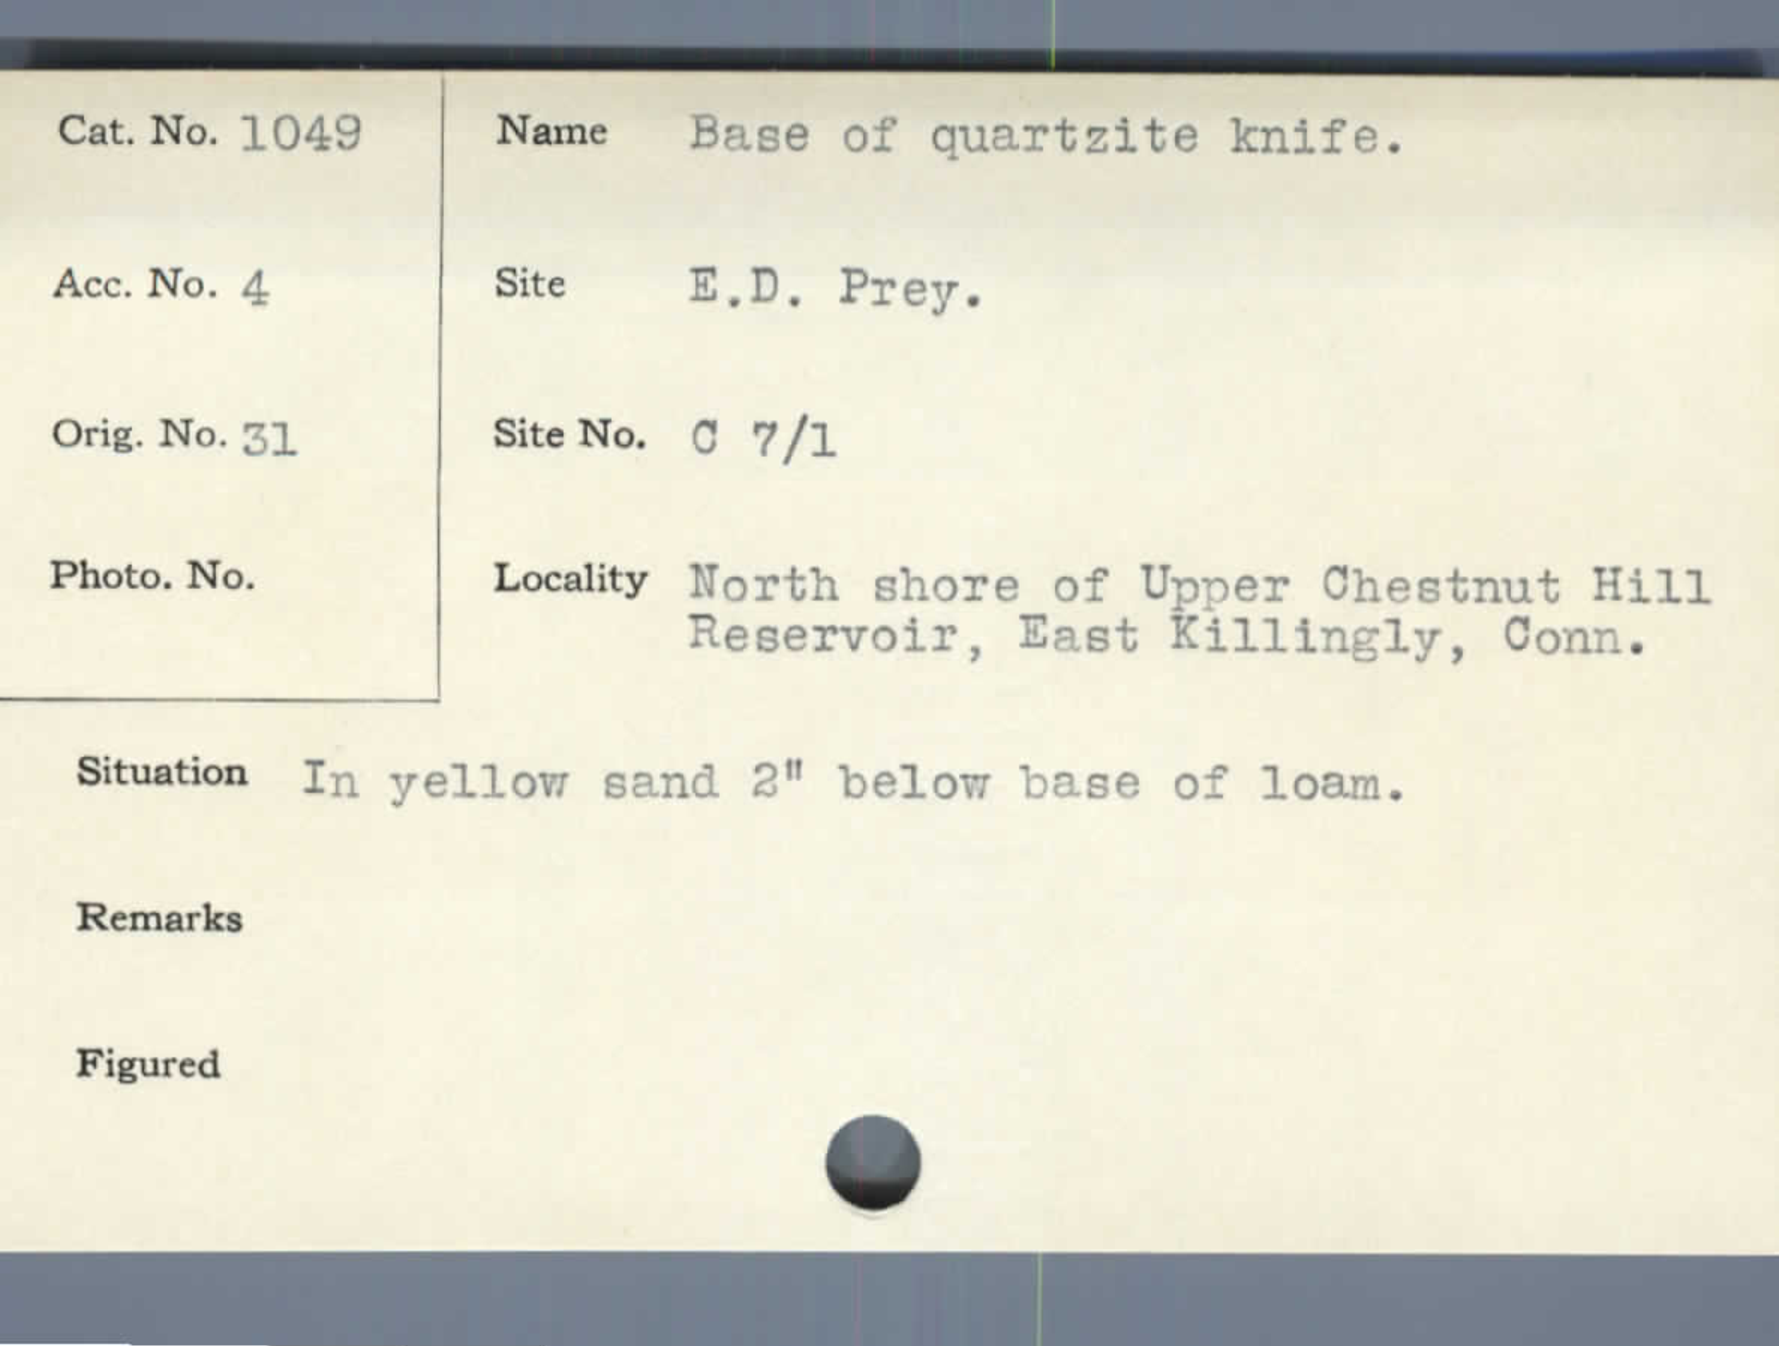 Cat. No. 1049
Name Base of quartzite knife.
Acc. No. 4
Site E.D. Prey.
Orig. No. 31
Site No. C 7/1
Photo. No.
Locality North shore of Upper Chestnut Hill
Reservoir, East Killingly, Conn.
Situation In yellow sand 2" below base of loam.
Remarks
Figured